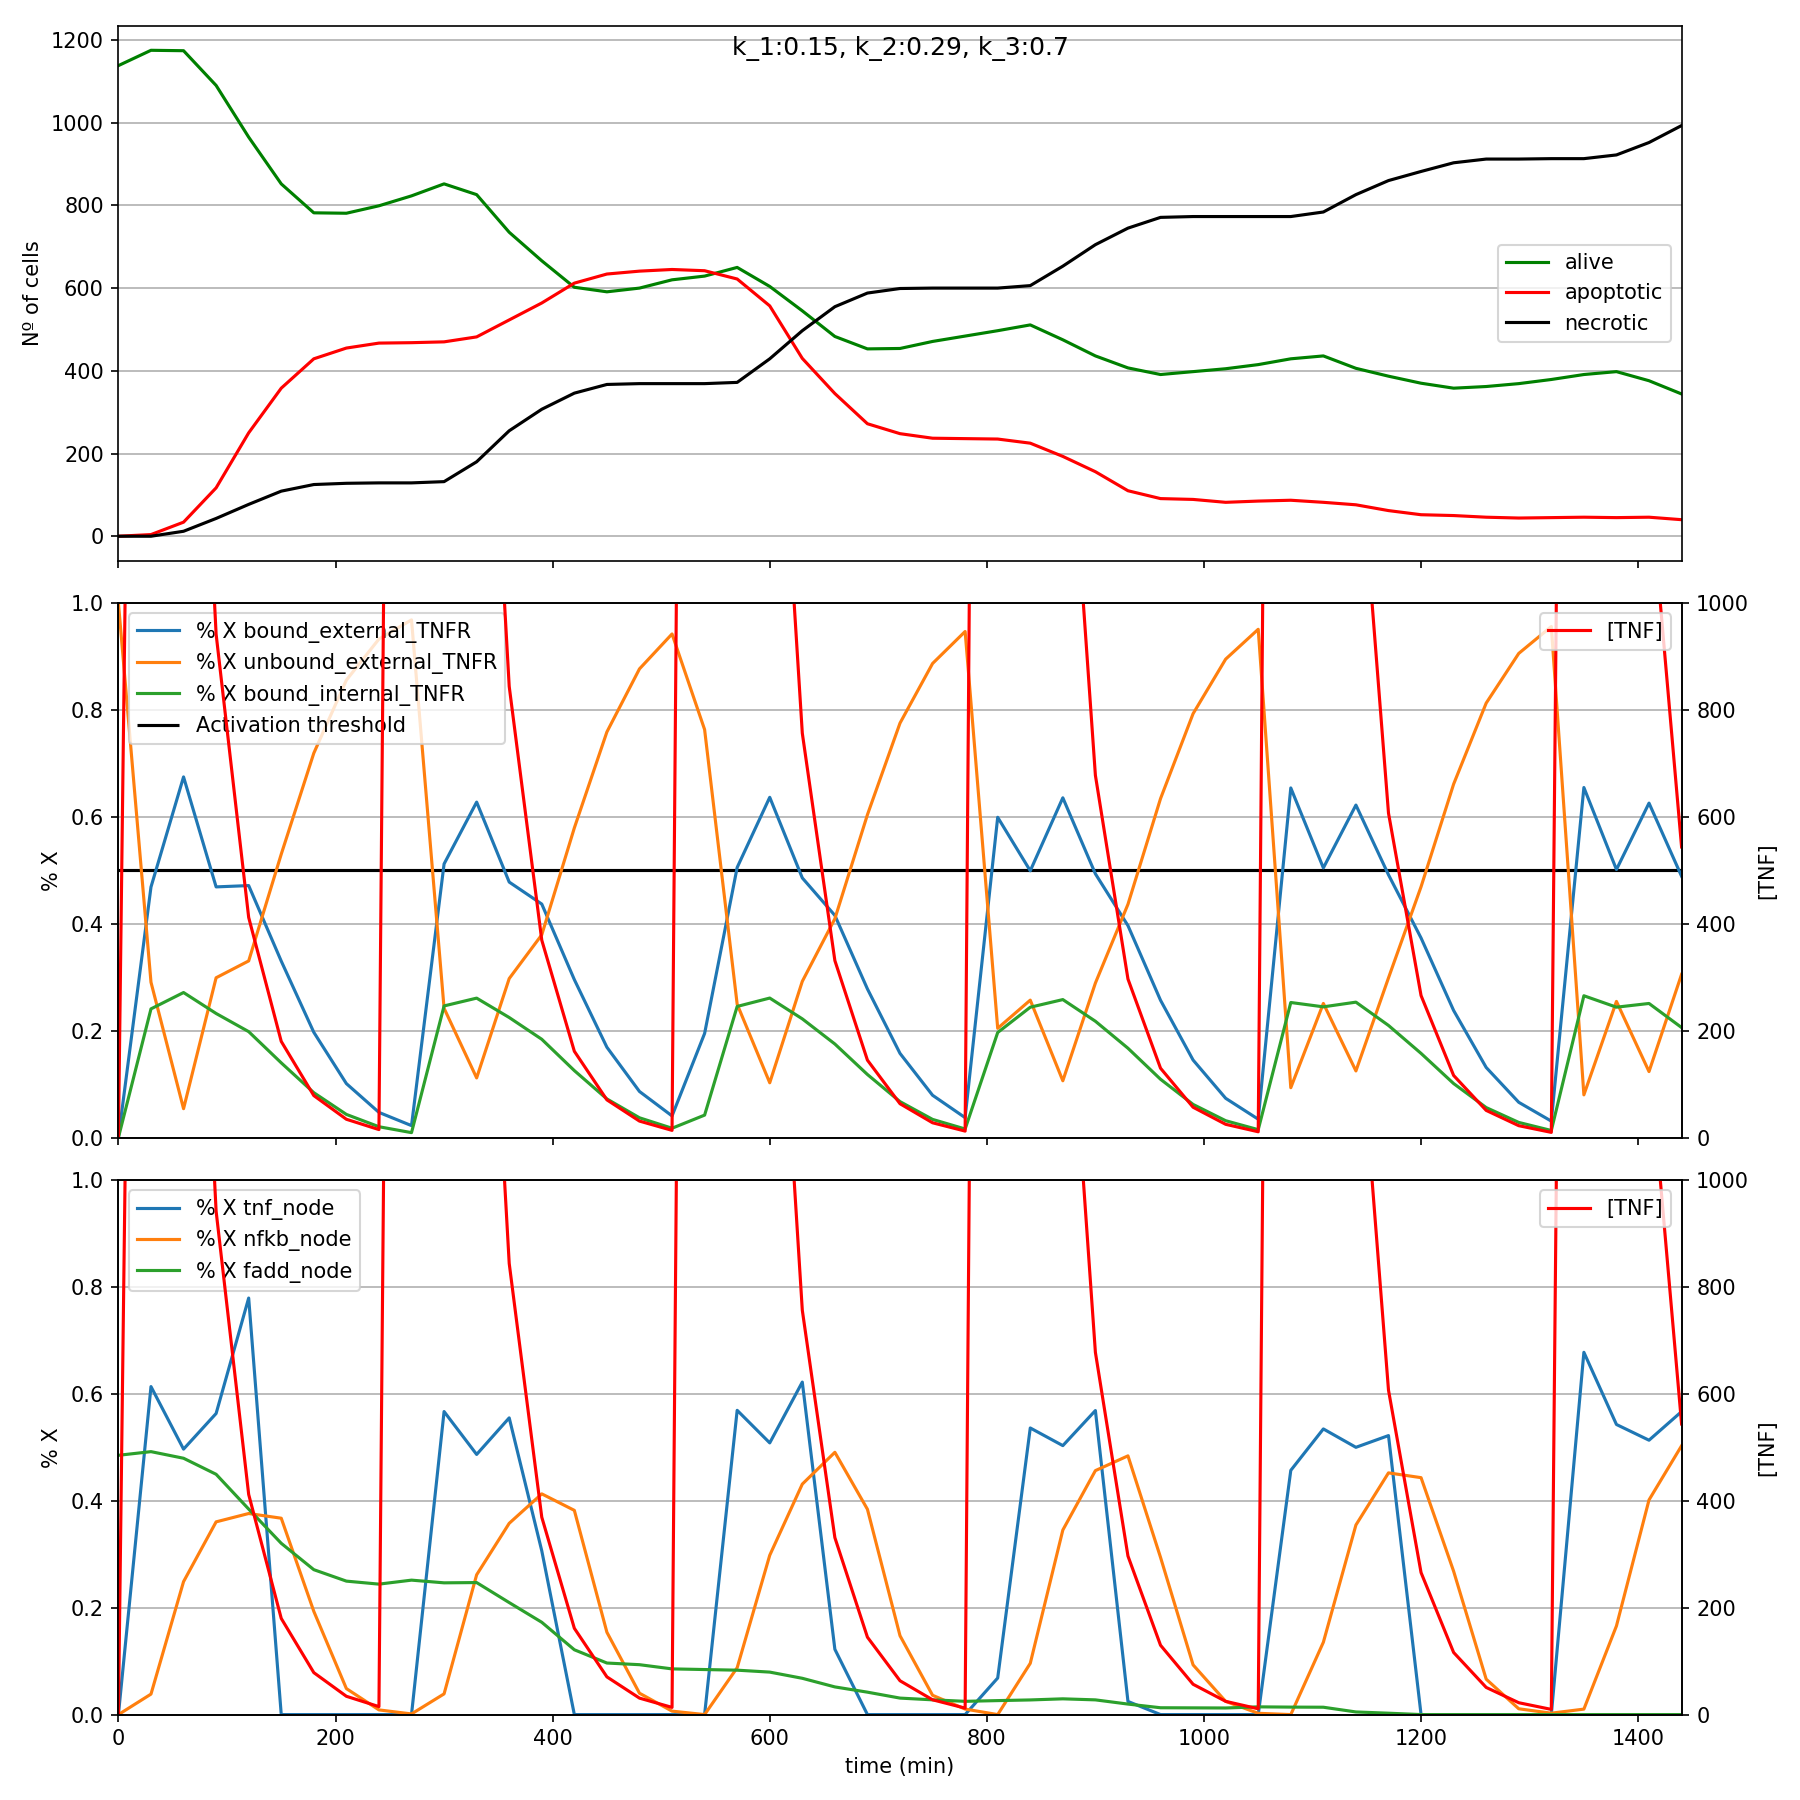 k_1:0.15, k_2:0.29, k_3:0.7
1200
1000
800
600
400
200
0
Nº of cells
alive
apoptotic
necrotic
1.0
0.8
0.6
0.4
0.2
0.0
% X
% X bound_external_TNFR
% X unbound_external_TNFR
% X bound_internal_TNFR
Activation threshold
[TNF]
1000
800
600
400
200
0
[TNF]
1.0
0.8
0.6
0.4
0.2
0.0
% X
% X tnf_node
% X nfkb_node
% X fadd_node
[TNF]
1000
800
600
400
200
0
[TNF]
0 200 400 600 800 1000 1200 1400
time (min)